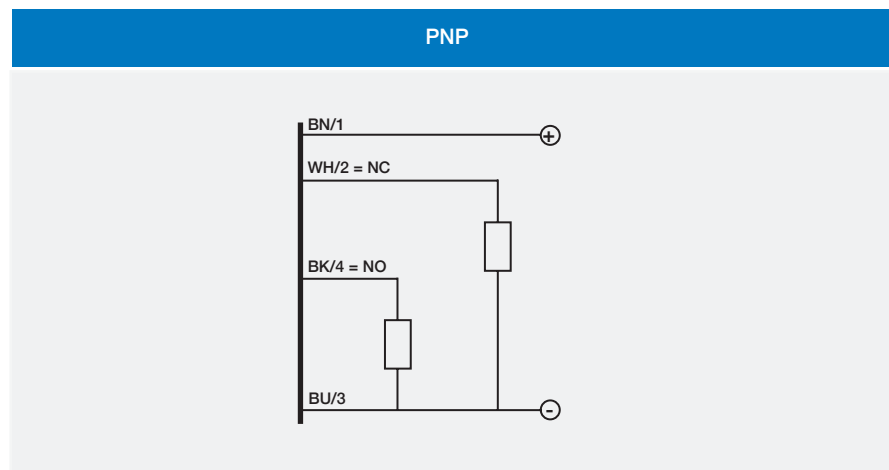 PNP
BN/1
+
WH/2 = NC
BK/4 = NO
BU/3
-